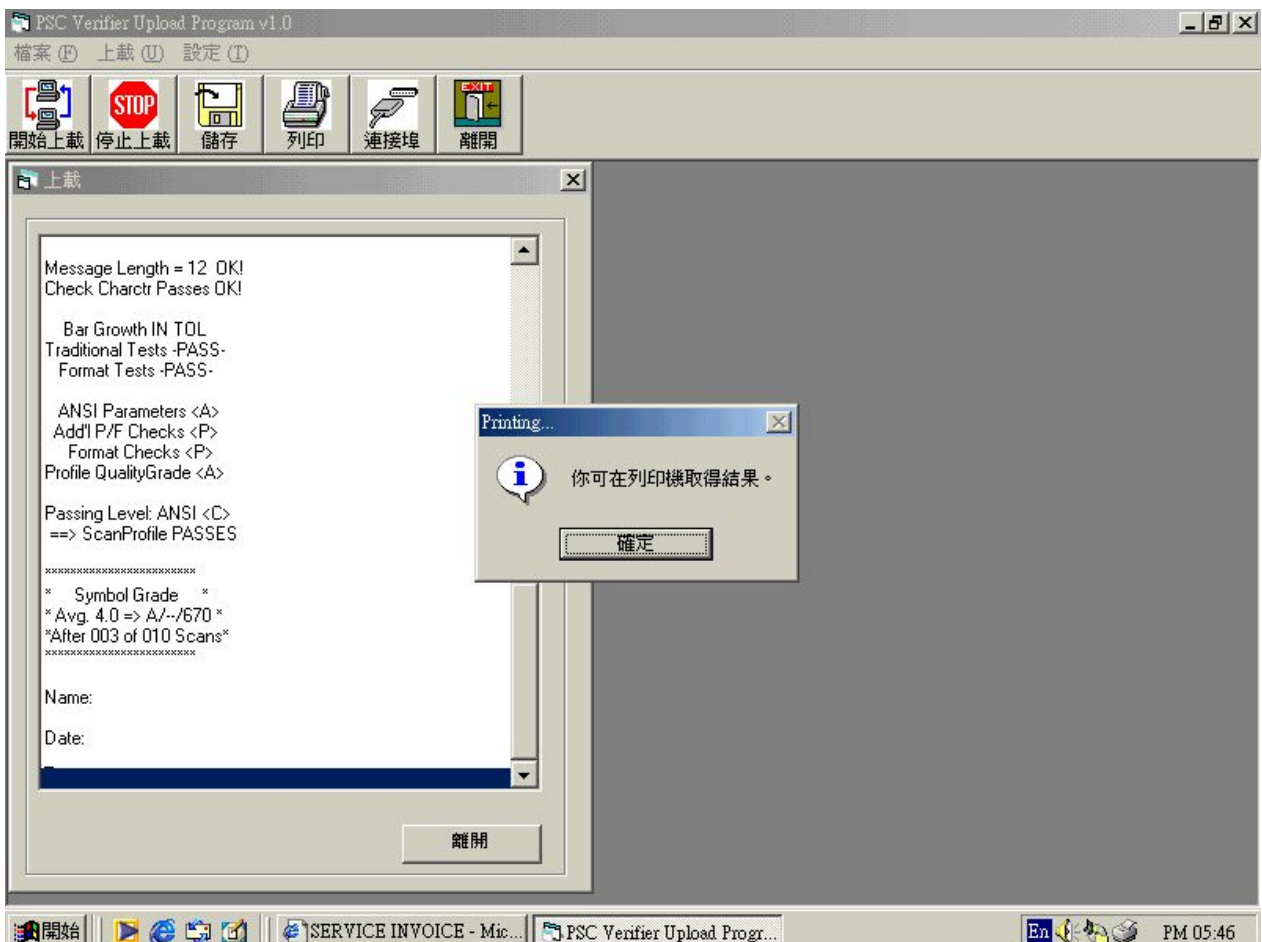 PSC Verifier Upload Program v1.0
檔案(F) 上載(U) 設定(T)
STOP
EXIT
開始上載 停止上載 儲存 列印 連接埠 離開
上載
Message Length = 12 OK!
Check Charctr Passes OK!
Bar Growth IN TOL
Traditional Tests -PASS-
Format Tests -PASS-
ANSI Parameters <A>
Add'l P/F Checks <P>
Format Checks <P>
Profile QualityGrade <A>
Passing Level: ANSI <C>
==> ScanProfile PASSES
************************
* Symbol Grade *
* Avg. 4.0 => A/--/670 *
*After 003 of 010 Scans*
************************
Name:
Date:
離開
Printing...
你可在列印機取得結果。
確定
開始 SERVICE INVOICE - Mic... PSC Verifier Upload Progr... En PM 05:46